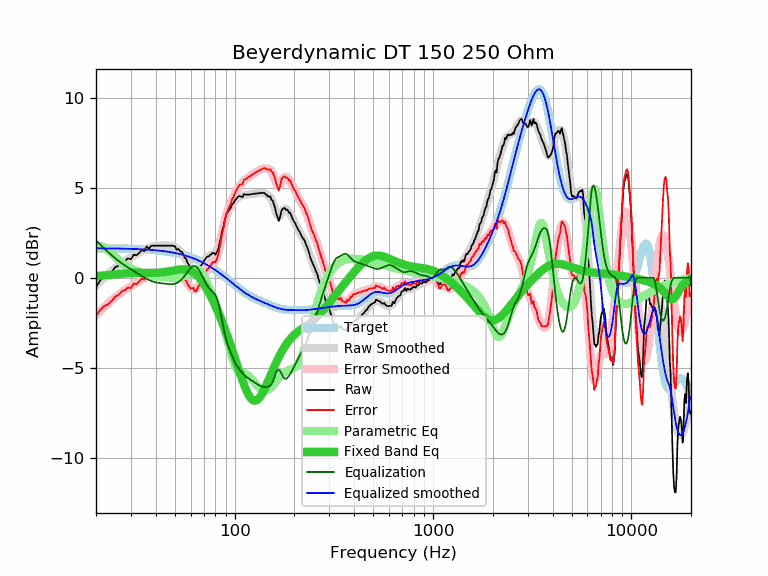 Beyerdynamic DT 150 250 Ohm
10
5
0
−5
−10
Amplitude (dBr)
Target
Raw Smoothed
Error Smoothed
Raw
Error
Parametric Eq
Fixed Band Eq
Equalization
Equalized smoothed
100
1000
10000
Frequency (Hz)